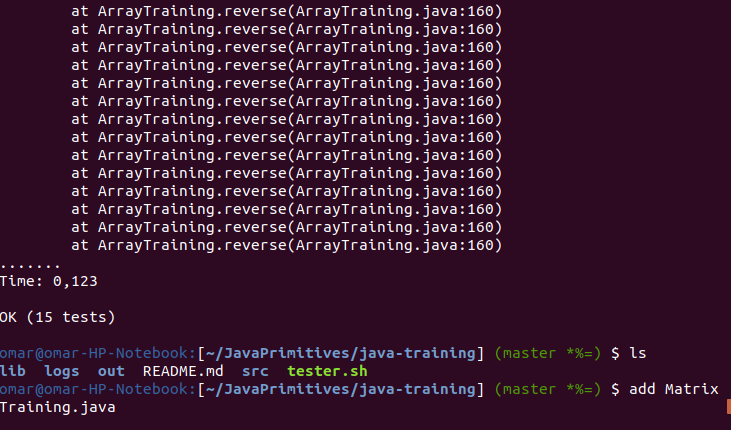 at ArrayTraining.reverse(ArrayTraining.java:160)
at ArrayTraining.reverse(ArrayTraining.java:160)
at ArrayTraining.reverse(ArrayTraining.java:160)
at ArrayTraining.reverse(ArrayTraining.java:160)
at ArrayTraining.reverse(ArrayTraining.java:160)
at ArrayTraining.reverse(ArrayTraining.java:160)
at ArrayTraining.reverse(ArrayTraining.java:160)
at ArrayTraining.reverse(ArrayTraining.java:160)
at ArrayTraining.reverse(ArrayTraining.java:160)
at ArrayTraining.reverse(ArrayTraining.java:160)
at ArrayTraining.reverse(ArrayTraining.java:160)
at ArrayTraining.reverse(ArrayTraining.java:160)
at ArrayTraining.reverse(ArrayTraining.java:160)
at ArrayTraining.reverse(ArrayTraining.java:160)
.......
Time: 0,123
OK (15 tests)
omar@omar-HP-Notebook:[~/JavaPrimitives/java-training] (master *%=) $ ls
lib logs out README.md src tester.sh
omar@omar-HP-Notebook:[~/JavaPrimitives/java-training] (master *%=) $ add Matrix
Training.java